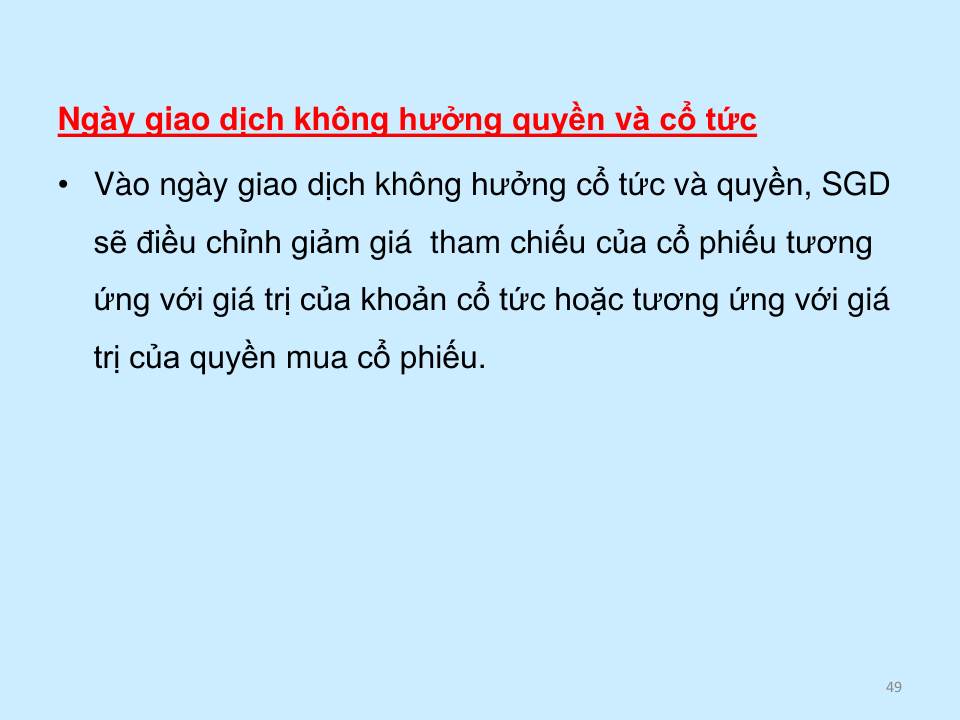 Ngày giao dịch không hưởng quyền và cổ tức
• Vào ngày giao dịch không hưởng cổ tức và quyền, SGD
sẽ điều chỉnh giảm giá  tham chiếu của cổ phiếu tương
ứng với giá trị của khoản cổ tức hoặc tương ứng với giá
trị của quyền mua cổ phiếu.
49